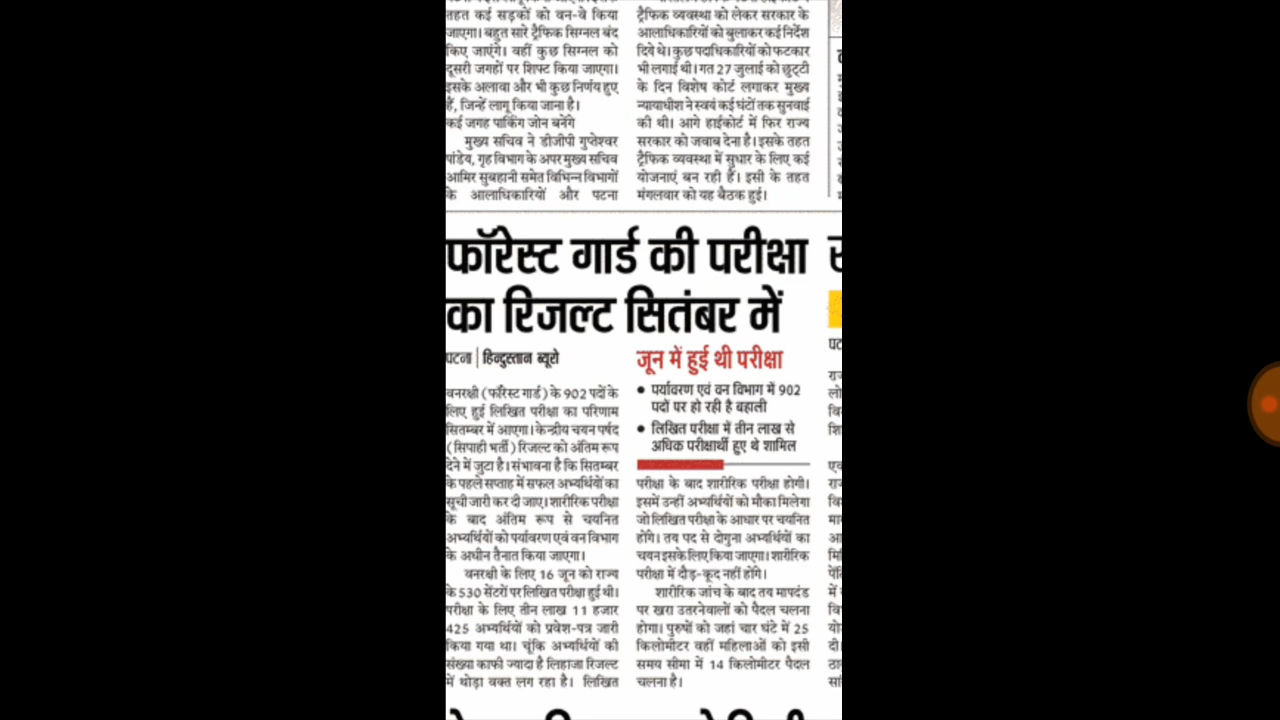 तहत कई सड़कों को वन-वे किया
जाएगा। बहुत सारे ट्रैफिक सिग्नल बंद
किए जाएंगे। वहीं कुछ सिग्नल को
दूसरी जगहों पर शिफ्ट किया जाएगा।
इसके अलावा और भी कुछ निर्णय हुए
हैं, जिन्हें लागू किया जाना है।
कई जगह पार्किंग जोन बनेंगे
मुख्य सचिव ने डीजीपी गुप्तेश्वर
पांडेय, गृह विभाग के अपर मुख्य सचिव
आमिर सुबहानी समेत विभिन्न विभागों
के आलाधिकारियों और पटना
ट्रैफिक व्यवस्था को लेकर सरकार के
आलाधिकारियों को बुलाकर कई निर्देश
दिये थे। कुछ पदाधिकारियों को फटकार
भी लगाई थी। गत 27 जुलाई को छुट्टी
के दिन विशेष कोर्ट लगाकर मुख्य
न्यायाधीश ने स्वयं कई घंटों तक सुनवाई
की थी। आगे हाईकोर्ट में फिर राज्य
सरकार को जवाब देना है। इसके तहत
ट्रैफिक व्यवस्था में सुधार के लिए कई
योजनाएं बन रही हैं। इसी के तहत
मंगलवार को यह बैठक हुई।
फॉरेस्ट गार्ड की परीक्षा
का रिजल्ट सितंबर में
पटना | हिन्दुस्तान ब्यूरो
वनरक्षी (फॉरेस्ट गार्ड) के 902 पदों के
लिए हुई लिखित परीक्षा का परिणाम
सितम्बर में आएगा। केन्द्रीय चयन पर्षद
(सिपाही भर्ती) रिजल्ट को अंतिम रूप
देने में जुटा है। संभावना है कि सितम्बर
के पहले सप्ताह में सफल अभ्यर्थियों का
सूची जारी कर दी जाए। शारीरिक परीक्षा
के बाद अंतिम रूप से चयनित
अभ्यर्थियों को पर्यावरण एवं वन विभाग
के अधीन तैनात किया जाएगा।
वनरक्षी के लिए 16 जून को राज्य
के 530 सेंटरों पर लिखित परीक्षा हुई थी।
परीक्षा के लिए तीन लाख 11 हजार
425 अभ्यर्थियों को प्रवेश-पत्र जारी
किया गया था। चूंकि अभ्यर्थियों की
संख्या काफी ज्यादा है लिहाजा रिजल्ट
में थोड़ा वक्त लग रहा है। लिखित
जून में हुई थी परीक्षा
● पर्यावरण एवं वन विभाग में 902
पदों पर हो रही है बहाली
● लिखित परीक्षा में तीन लाख से
अधिक परीक्षार्थी हुए थे शामिल
परीक्षा के बाद शारीरिक परीक्षा होगी।
इसमें उन्हीं अभ्यर्थियों को मौका मिलेगा
जो लिखित परीक्षा के आधार पर चयनित
होंगे। तय पद से दोगुना अभ्यर्थियों का
चयन इसके लिए किया जाएगा। शारीरिक
परीक्षा में दौड़-कूद नहीं होंगे।
शारीरिक जांच के बाद तय मापदंड
पर खरा उतरनेवालों को पैदल चलना
होगा। पुरुषों को जहां चार घंटे में 25
किलोमीटर वहीं महिलाओं को इसी
समय सीमा में 14 किलोमीटर पैदल
चलना है।